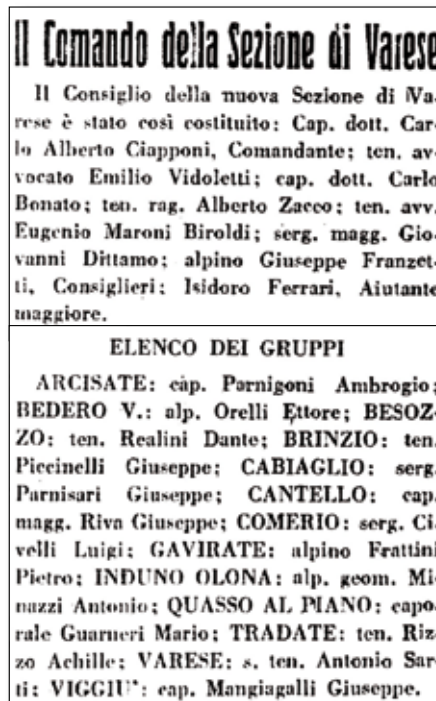 Il Comando della Sezione di Varese
Il Consiglio della nuova Sezione di Va-
rese è stato così costituito: Cap. dott. Car-
lo Alberto Ciapponi, Comandante; ten. av-
vocato Emilio Vidoletti; cap. dott. Carlo
Bonato; ten. rag. Alberto Zacco; ten. avv.
Eugenio Maroni Biroldi; serg. magg. Gio-
vanni Dittamo; alpino Giuseppe Franzet-
ti, Consiglieri; Isidoro Ferrari, Aiutante
maggiore.
ELENCO DEI GRUPPI
ARCISATE: cap. Parnigoni Ambrogio;
BEDERO V.: alp. Orelli Ettore; BESOZ-
ZO: ten. Realini Dante; BRINZIO: ten.
Piccinelli Giuseppe; CABIAGLIO: serg.
Parnisari Giuseppe; CANTELLO: cap.
magg. Riva Giuseppe; COMERIO: serg. Ci-
velli Luigi; GAVIRATE: alpino Frattini
Pietro; INDUNO OLONA: alp. geom. Mi-
nazzi Antonio; QUASSO AL PIANO: capo-
rale Guarneri Mario; TRADATE: ten. Riz-
zo Achille; VARESE: s. ten. Antonio Sar-
ti; VIGGIU': cap. Mangiagalli Giuseppe.